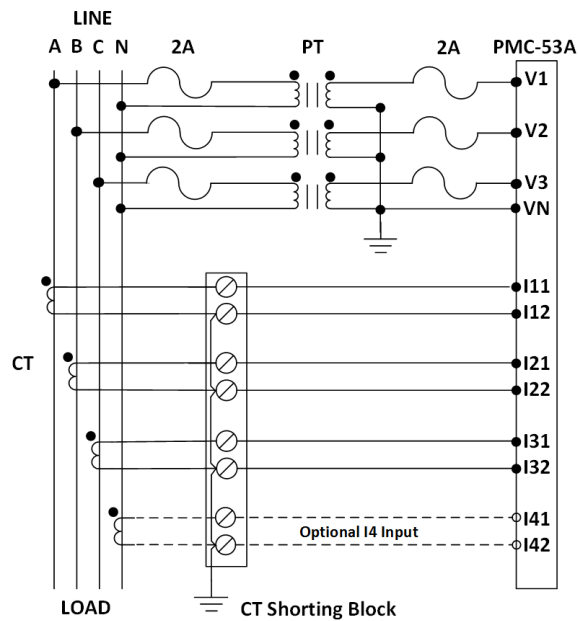 LINE
A B C N 2A PT 2A PMC-53A
V1
V2
V3
VN
I11
I12
CT
I21
I22
I31
I32
I41
Optional I4 Input
I42
LOAD
CT Shorting Block